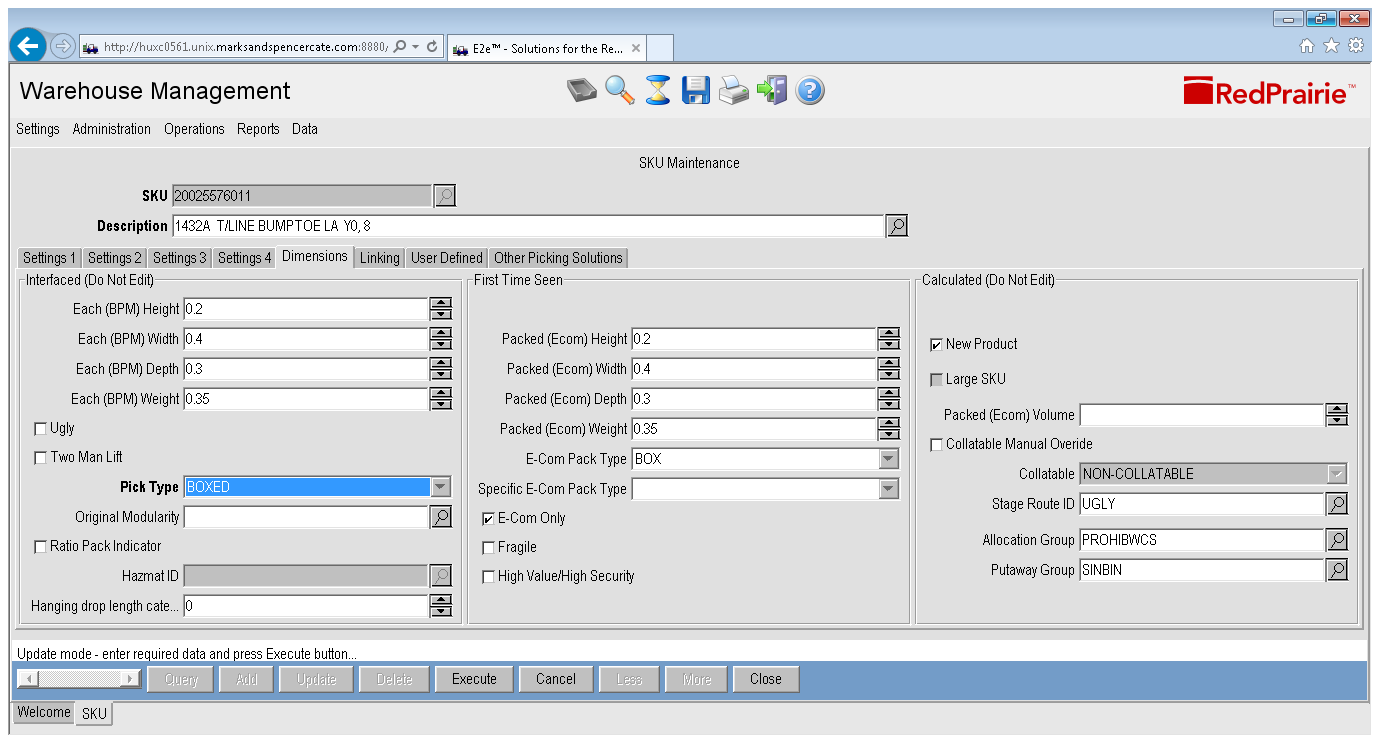 http://huxc0561.unix.marksandspencercate.com:8880/
E2e™ - Solutions for the Re...
Warehouse Management
RedPrairie™
Settings Administration Operations Reports Data
SKU Maintenance
SKU 20025576011
Description 1432A T/LINE BUMPTOE LA Y0, 8
Settings 1 Settings 2 Settings 3 Settings 4 Dimensions Linking User Defined Other Picking Solutions
Interfaced (Do Not Edit)
Each (BPM) Height 0.2
Each (BPM) Width 0.4
Each (BPM) Depth 0.3
Each (BPM) Weight 0.35
Ugly
Two Man Lift
Pick Type BOXED
Original Modularity
Ratio Pack Indicator
Hazmat ID
Hanging drop length cate... 0
First Time Seen
Packed (Ecom) Height 0.2
Packed (Ecom) Width 0.4
Packed (Ecom) Depth 0.3
Packed (Ecom) Weight 0.35
E-Com Pack Type BOX
Specific E-Com Pack Type
E-Com Only
Fragile
High Value/High Security
Calculated (Do Not Edit)
New Product
Large SKU
Packed (Ecom) Volume
Collatable Manual Overide
Collatable NON-COLLATABLE
Stage Route ID UGLY
Allocation Group PROHIBWCS
Putaway Group SINBIN
Update mode - enter required data and press Execute button...
Query Add Update Delete Execute Cancel Less More Close
Welcome SKU